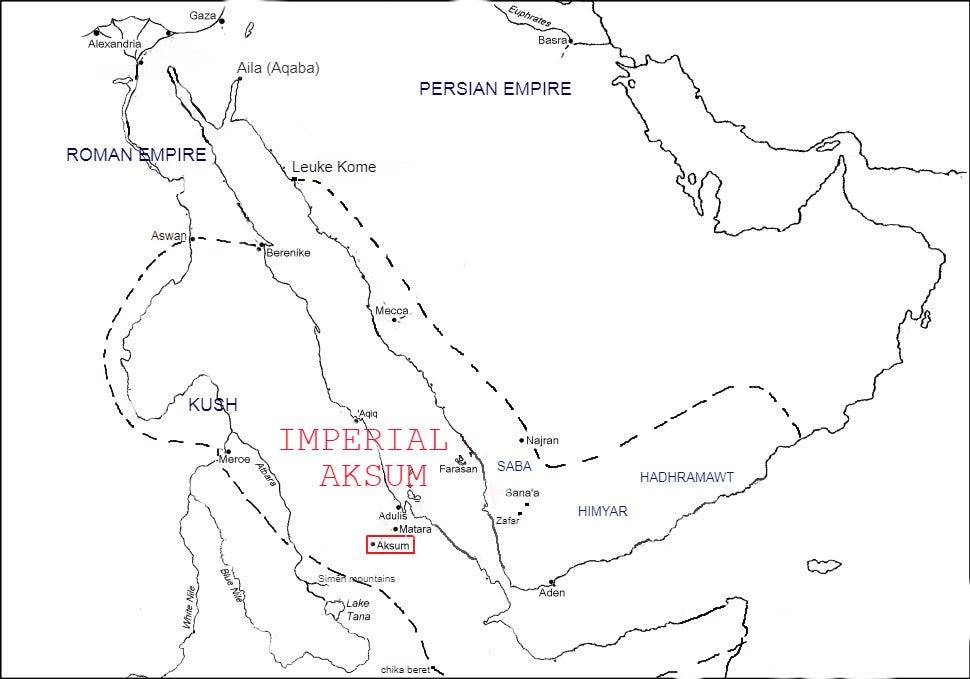 Gaza
Euphrates
Alexandria
Basra
Aila (Aqaba)
PERSIAN EMPIRE
ROMAN EMPIRE
Leuke Kome
Aswan
Berenike
Mecca
KUSH
'Aqiq
IMPERIAL
AKSUM
Najran
Meroe
Atbara
Farasan
SABA
HADHRAMAWT
Sana'a
Adulis
Zafar
HIMYAR
Matara
Aksum
Simen mountains
Blue Nile
White Nile
Lake
Tana
Aden
chika beret